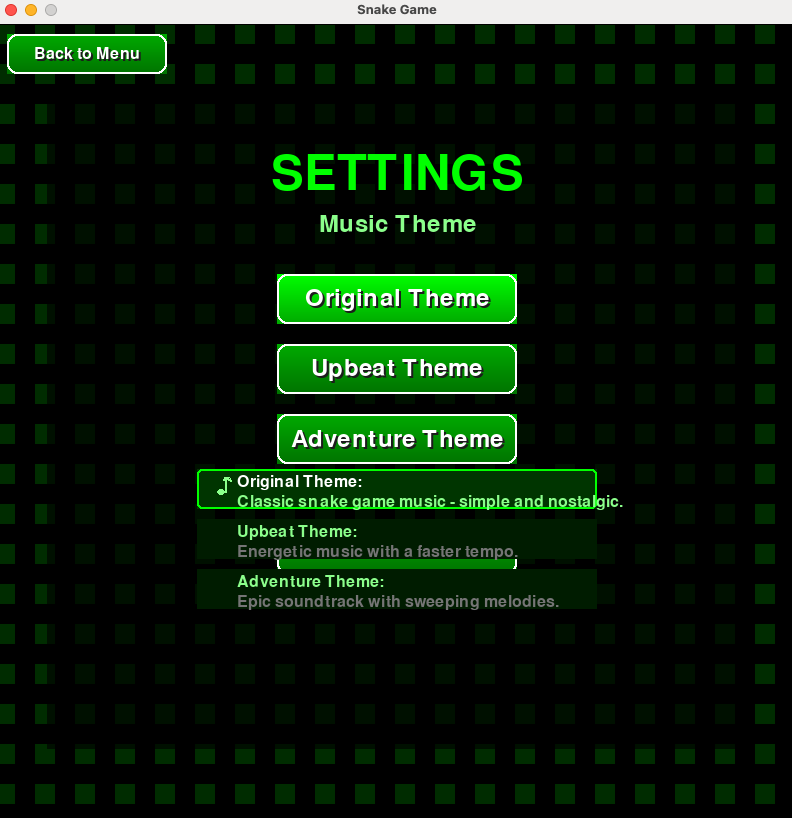 Snake Game
Back to Menu
SETTINGS
Music Theme
Original Theme
Upbeat Theme
Adventure Theme
Original Theme:
Classic snake game music - simple and nostalgic.
Upbeat Theme:
Energetic music with a faster tempo.
Adventure Theme:
Epic soundtrack with sweeping melodies.